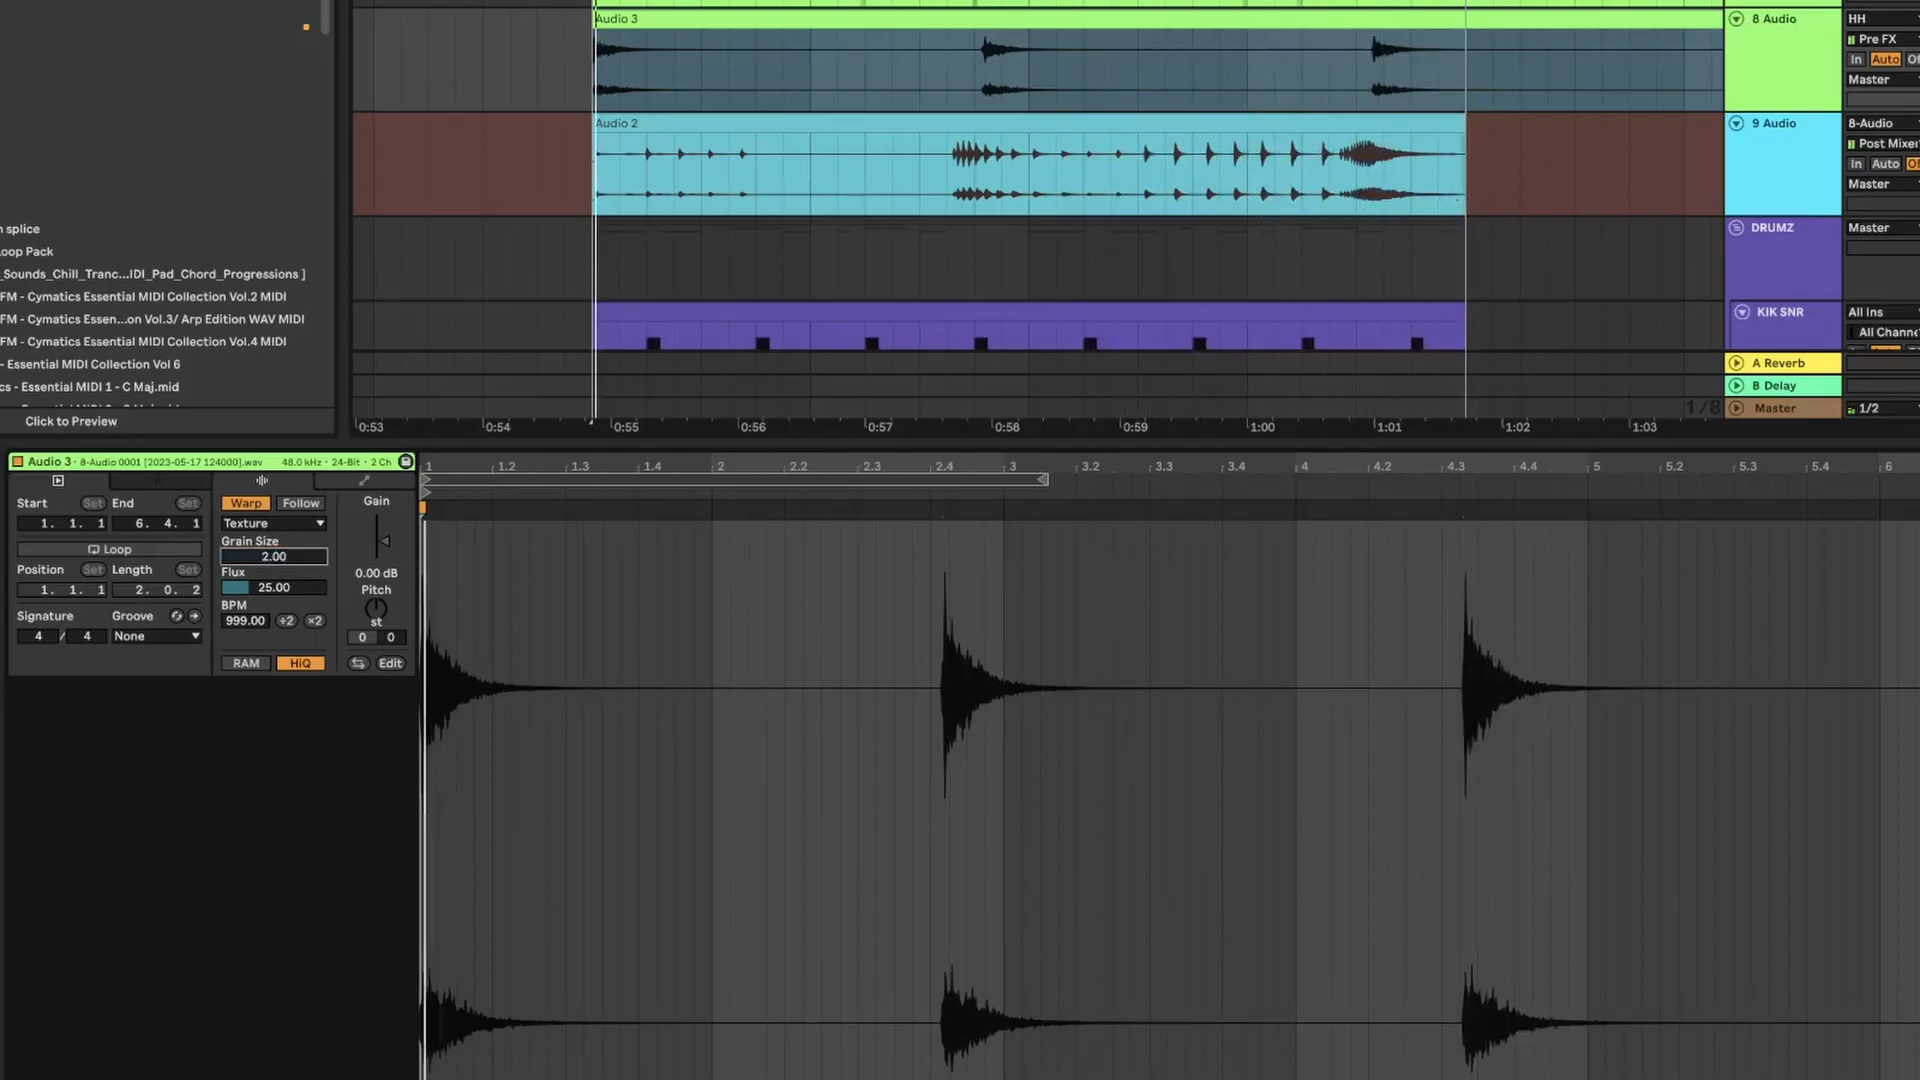 Audio 3
8 Audio
HH
Pre FX
In Auto Of
Master
Audio 2
9 Audio
8-Audio
Post Mixer
In Auto Of
Master
n splice
oop Pack
_Sounds_Chill_Tranc...IDI_Pad_Chord_Progressions ]
FM - Cymatics Essential MIDI Collection Vol.2 MIDI
FM - Cymatics Essen...on Vol.3/ Arp Edition WAV MIDI
FM - Cymatics Essential MIDI Collection Vol.4 MIDI
- Essential MIDI Collection Vol 6
cs - Essential MIDI 1 - C Maj.mid
Click to Preview
DRUMZ
Master
KIK SNR
All Ins
All Channe
A Reverb
B Delay
1/8
Master
1/2
0:53 0:54 0:55 0:56 0:57 0:58 0:59 1:00 1:01 1:02 1:03
Audio 3 · 8-Audio 0001 [2023-05-17 124000].wav 48.0 kHz · 24-Bit · 2 Ch
1 1.2 1.3 1.4 2 2.2 2.3 2.4 3 3.2 3.3 3.4 4 4.2 4.3 4.4 5 5.2 5.3 5.4 6
Start Set End Set
1. 1. 1 6. 4. 1
Loop
Position Set Length Set
1. 1. 1 2. 0. 2
Signature Groove
4 / 4 None
Warp Follow
Texture
Grain Size
2.00
Flux
25.00
BPM
999.00 ÷2 ×2
RAM HiQ
Gain
0.00 dB
Pitch
st
0 0
Edit